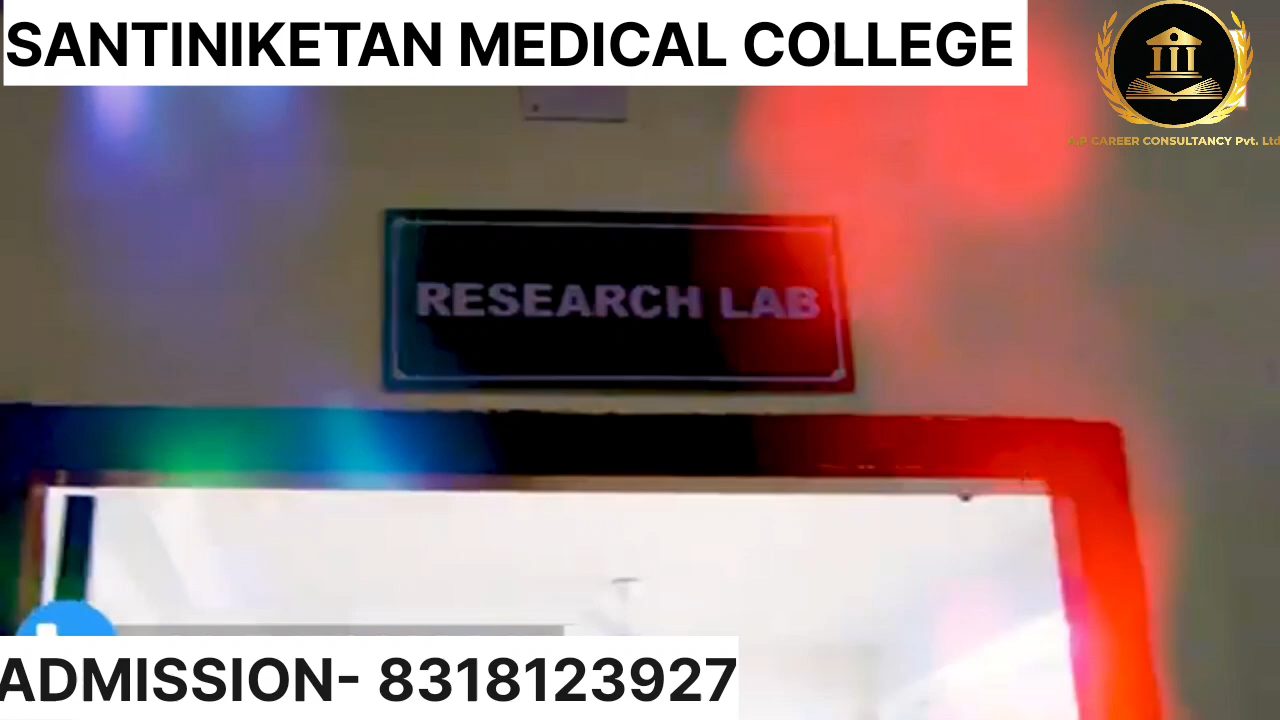 SANTINIKETAN MEDICAL COLLEGE
A.P CAREER CONSULTANCY Pvt. Ltd
RESEARCH LAB
ADMISSION- 8318123927